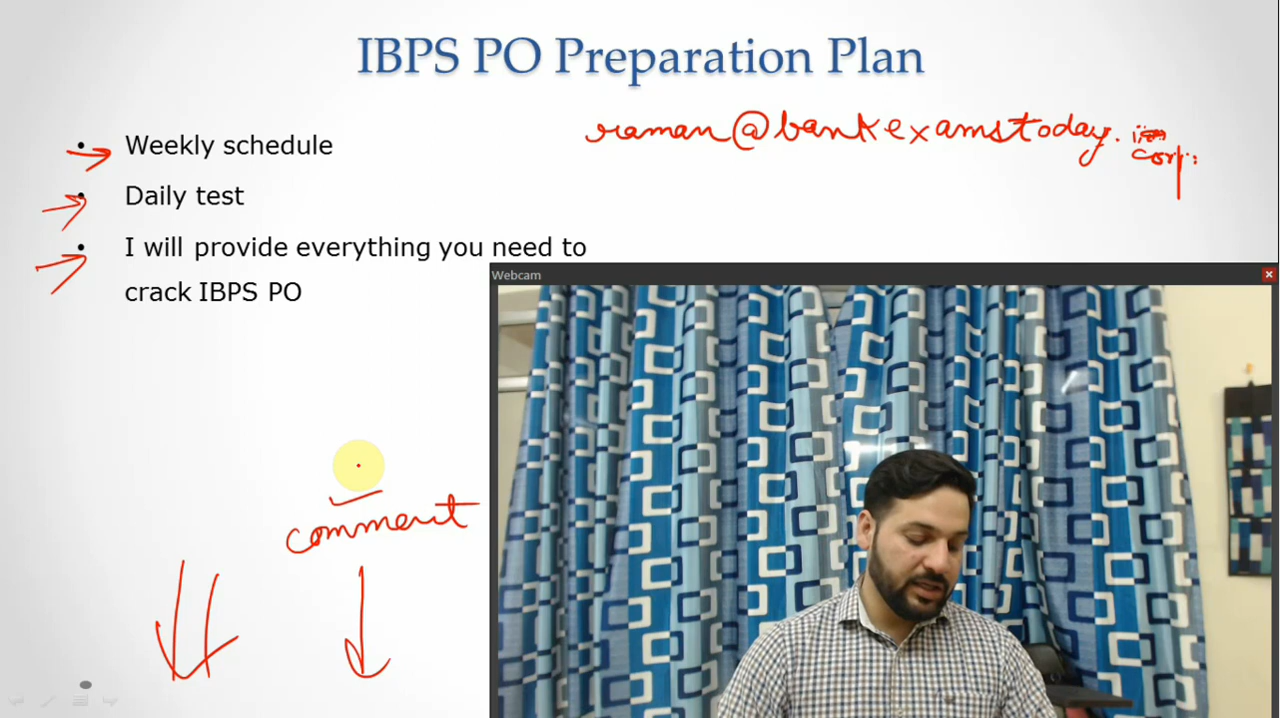 IBPS PO Preparation Plan
raman@bankexamstoday.
• Weekly schedule
• Daily test
• I will provide everything you need to
crack IBPS PO
Webcam
comment